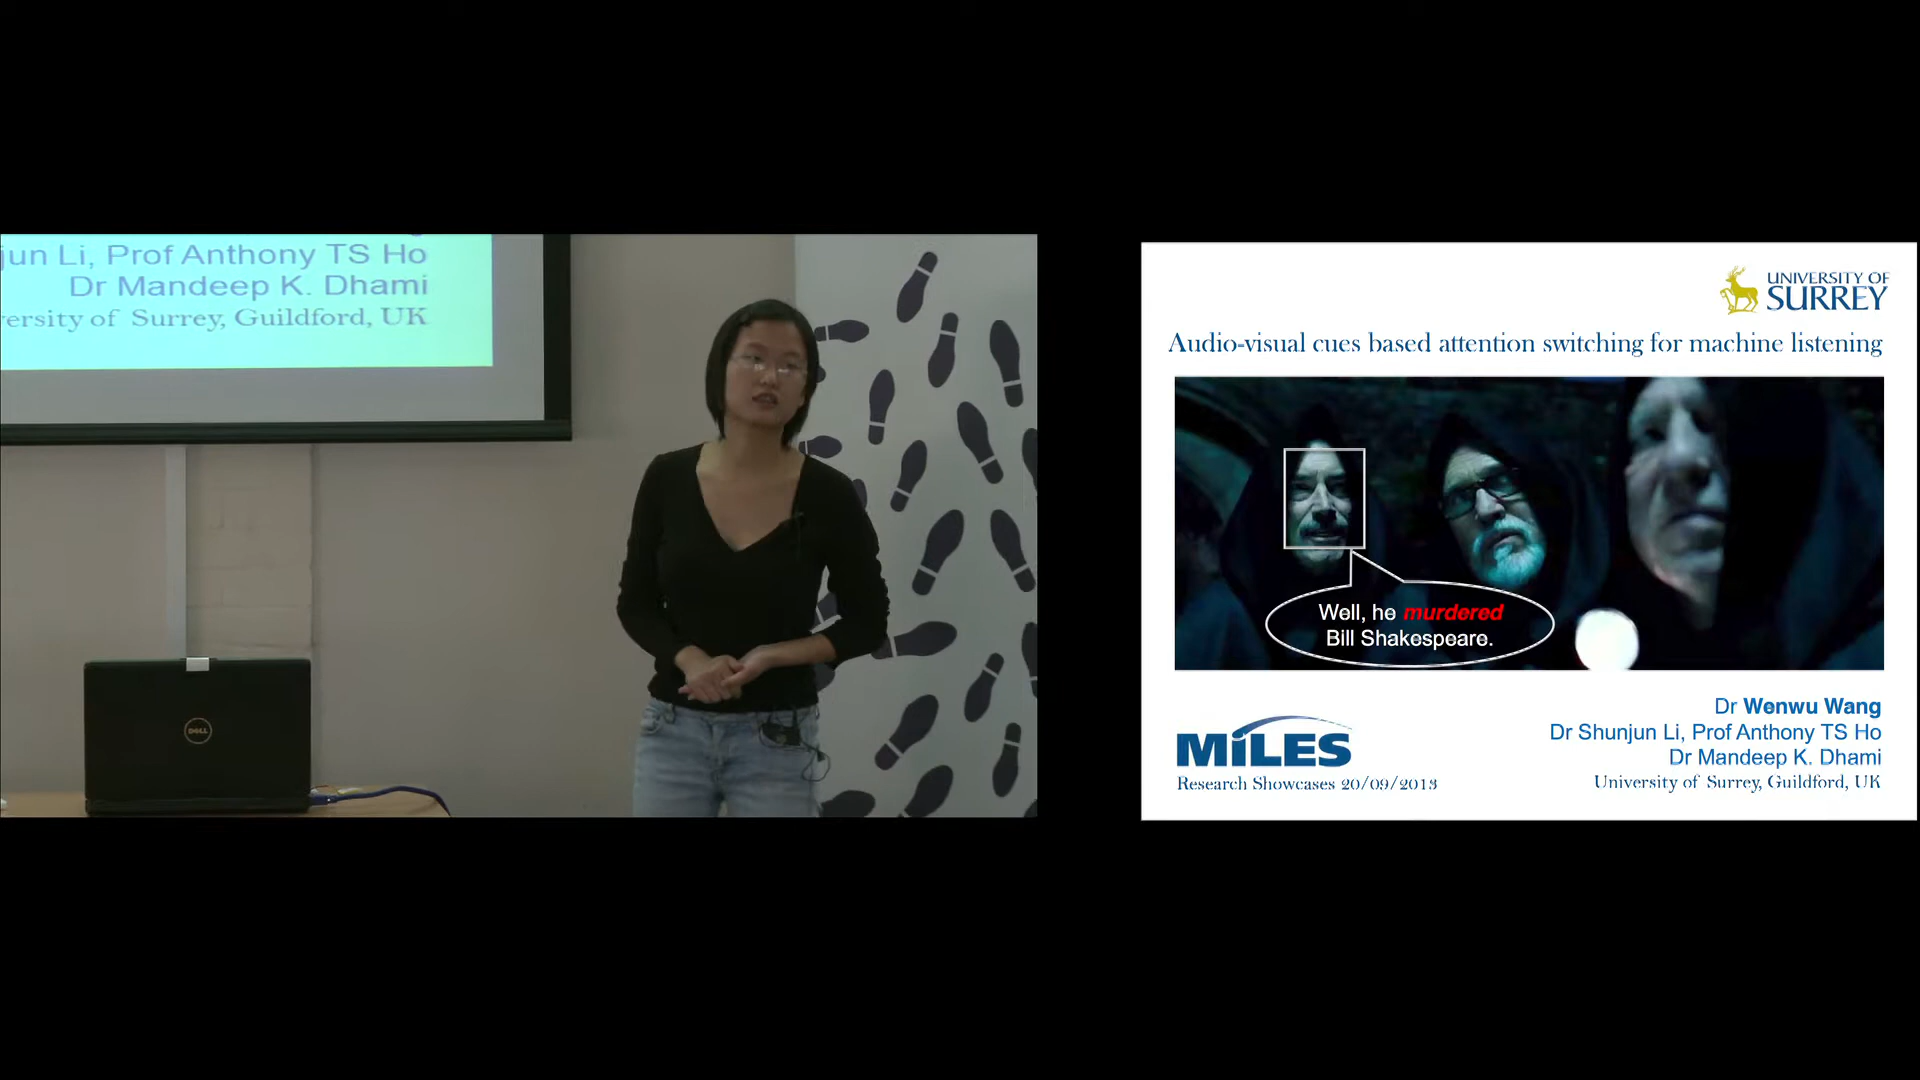 jun Li, Prof Anthony TS Ho
Dr Mandeep K. Dhami
ersity of Surrey, Guildford, UK
DELL
UNIVERSITY OF
SURREY
Audio-visual cues based attention switching for machine listening
Well, he murdered
Bill Shakespeare.
Dr Wenwu Wang
Dr Shunjun Li, Prof Anthony TS Ho
Dr Mandeep K. Dhami
University of Surrey, Guildford, UK
MiLES
Research Showcases 20/09/2013